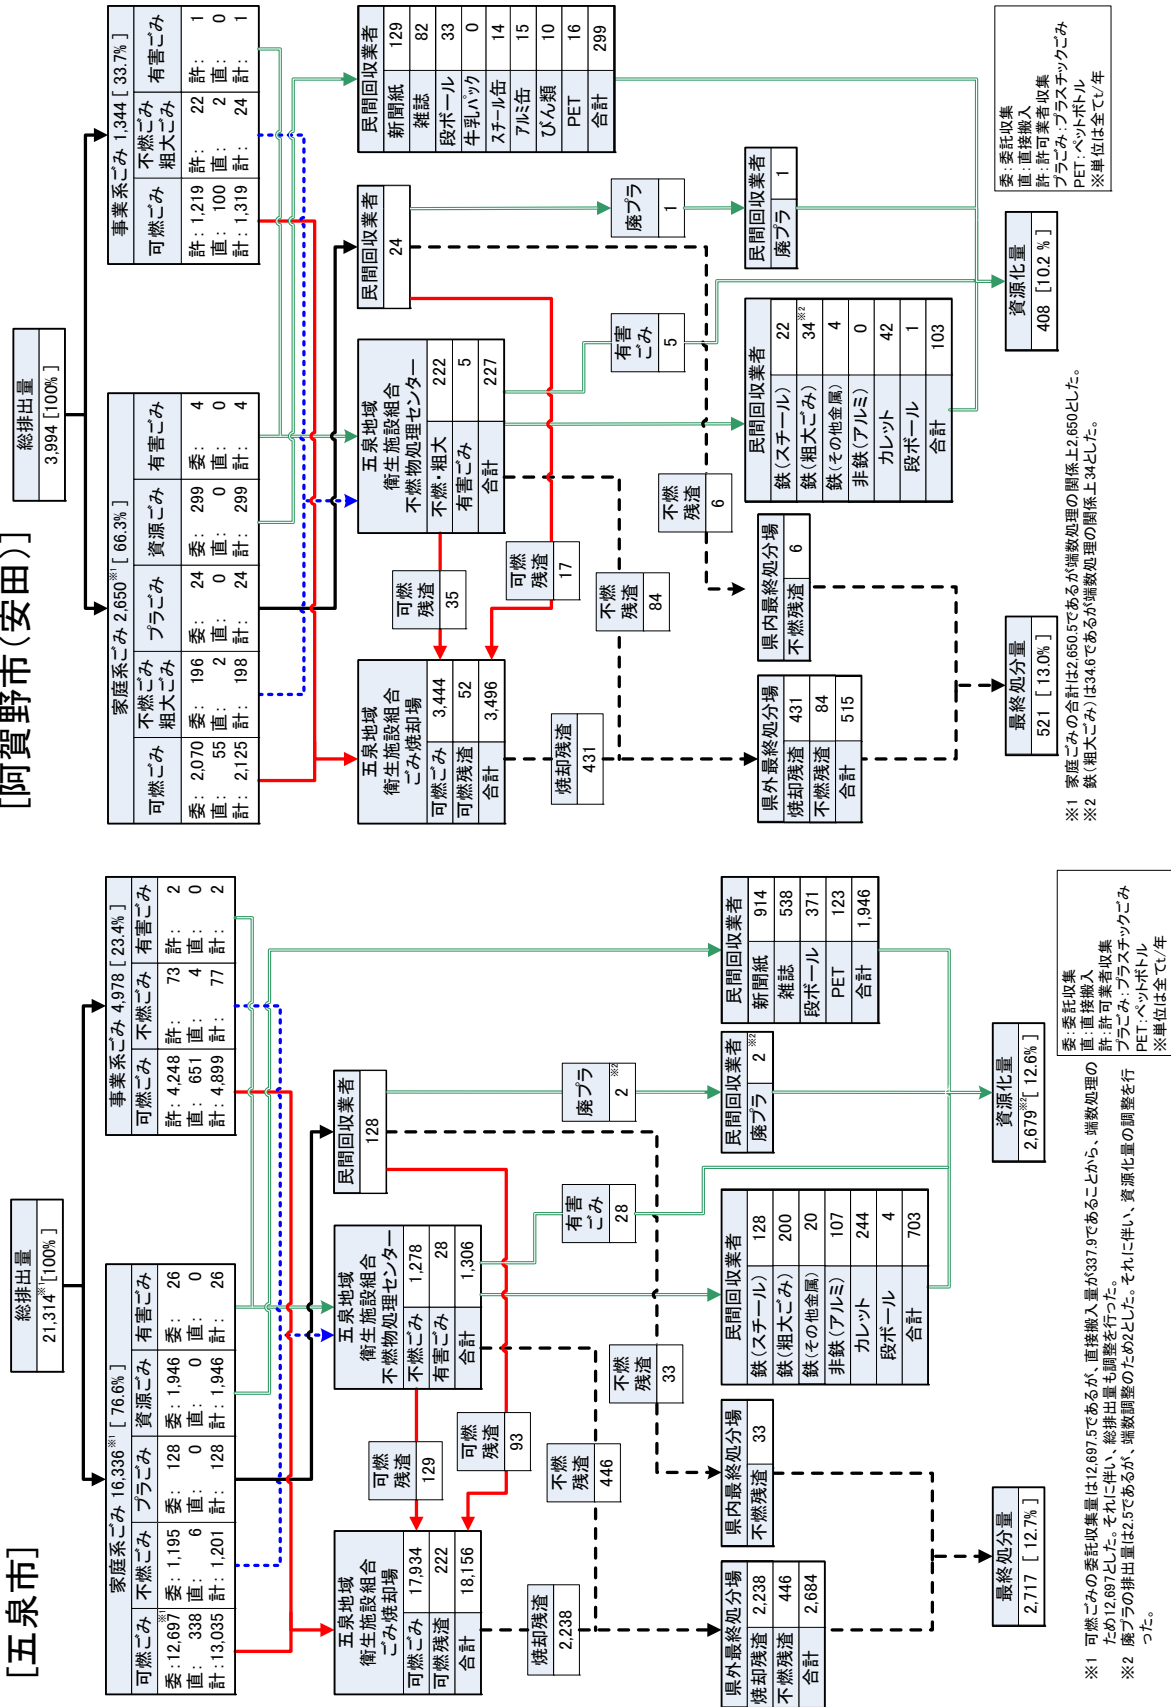 [五泉市]
総排出量
21,314※1[100% ]
家庭系ごみ 16,336※1 [ 76.6% ]
可燃ごみ 不燃ごみ プラごみ 資源ごみ 有害ごみ
委:12,697※1 委: 1,195 委: 128 委: 1,946 委: 26
直: 338 直: 6 直: 0 直: 0 直: 0
計:13,035 計: 1,201 計: 128 計: 1,946 計: 26
事業系ごみ 4,978 [ 23.4% ]
可燃ごみ 不燃ごみ 有害ごみ
許: 4,248 許: 73 許: 2
直: 651 直: 4 直: 0
計: 4,899 計: 77 計: 2
五泉地域
衛生施設組合
ごみ焼却場
可燃ごみ 17,934
可燃残渣 222
合計 18,156
可燃
残渣
129
五泉地域
衛生施設組合
不燃物処理センター
不燃ごみ 1,278
有害ごみ 28
合計 1,306
民間回収業者
128
可燃
残渣
93
焼却残渣
2,238
不燃
残渣
446
有害
ごみ
28
廃プラ
2※2
不燃
残渣
33
県外最終処分場
焼却残渣 2,238
不燃残渣 446
合計 2,684
県内最終処分場
不燃残渣 33
民間回収業者
鉄(スチール) 128
鉄(粗大ごみ) 200
鉄(その他金属) 20
非鉄(アルミ) 107
カレット 244
段ボール 4
合計 703
民間回収業者
廃プラ 2※2
民間回収業者
新聞紙 914
雑誌 538
段ボール 371
PET 123
合計 1,946
最終処分量
2,717 [ 12.7% ]
資源化量
2,679※2[ 12.6% ]
委:委託収集
直:直接搬入
許:許可業者収集
プラごみ:プラスチックごみ
PET:ペットボトル
※単位は全てt/年
※1 可燃ごみの委託収集量は12,697.5であるが、直接搬入量が337.9であることから、端数処理の
ため12,697とした。それに伴い、総排出量も調整を行った。
※2 廃プラの排出量は2.5であるが、端数調整のため2とした。それに伴い、資源化量の調整を行
った。
[阿賀野市(安田)]
総排出量
3,994 [100% ]
家庭系ごみ 2,650※1 [ 66.3% ]
可燃ごみ 不燃ごみ粗大ごみ プラごみ 資源ごみ 有害ごみ
委: 2,070 委: 196 委: 24 委: 299 委: 4
直: 55 直: 2 直: 0 直: 0 直: 0
計: 2,125 計: 198 計: 24 計: 299 計: 4
事業系ごみ 1,344 [ 33.7% ]
可燃ごみ 不燃ごみ粗大ごみ 有害ごみ
許: 1,219 許: 22 許: 1
直: 100 直: 2 直: 0
計: 1,319 計: 24 計: 1
五泉地域
衛生施設組合
ごみ焼却場
可燃ごみ 3,444
可燃残渣 52
合計 3,496
可燃
残渣
35
五泉地域
衛生施設組合
不燃物処理センター
不燃・粗大 222
有害ごみ 5
合計 227
民間回収業者
24
民間回収業者
新聞紙 129
雑誌 82
段ボール 33
牛乳パック 0
スチール缶 14
アルミ缶 15
びん類 10
PET 16
合計 299
可燃
残渣
17
焼却残渣
431
不燃
残渣
84
有害
ごみ
5
廃プラ
1
不燃
残渣
6
県外最終処分場
焼却残渣 431
不燃残渣 84
合計 515
県内最終処分場
不燃残渣 6
民間回収業者
鉄(スチール) 22
鉄(粗大ごみ) 34※2
鉄(その他金属) 4
非鉄(アルミ) 0
カレット 42
段ボール 1
合計 103
民間回収業者
廃プラ 1
最終処分量
521 [ 13.0% ]
資源化量
408 [10.2 % ]
委:委託収集
直:直接搬入
許:許可業者収集
プラごみ:プラスチックごみ
PET:ペットボトル
※単位は全てt/年
※1 家庭ごみの合計は2,650.5であるが端数処理の関係上2,650とした。
※2 鉄(粗大ごみ)は34.6であるが端数処理の関係上34とした。